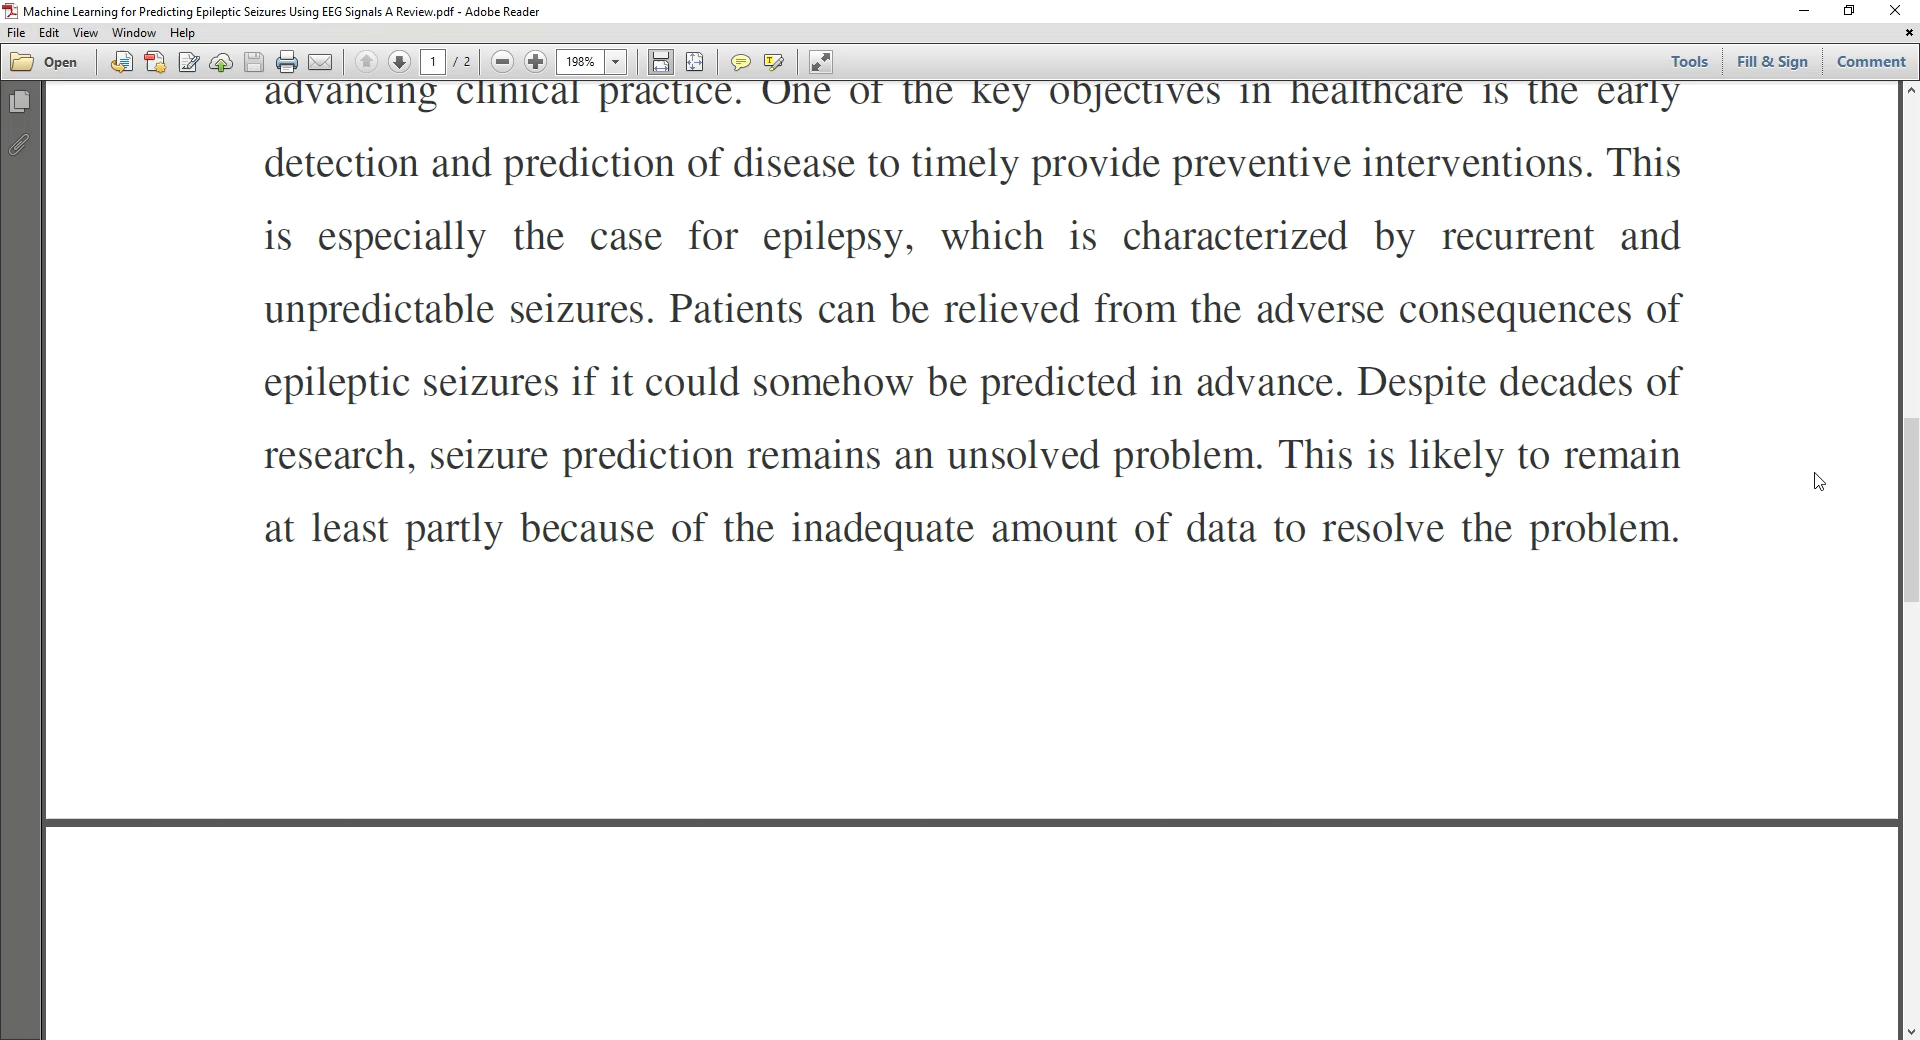 Machine Learning for Predicting Epileptic Seizures Using EEG Signals A Review.pdf - Adobe Reader
File Edit View Window Help
Open 1 / 2 198% Tools Fill & Sign Comment
advancing clinical practice. One of the key objectives in healthcare is the early
detection and prediction of disease to timely provide preventive interventions. This
is especially the case for epilepsy, which is characterized by recurrent and
unpredictable seizures. Patients can be relieved from the adverse consequences of
epileptic seizures if it could somehow be predicted in advance. Despite decades of
research, seizure prediction remains an unsolved problem. This is likely to remain
at least partly because of the inadequate amount of data to resolve the problem.